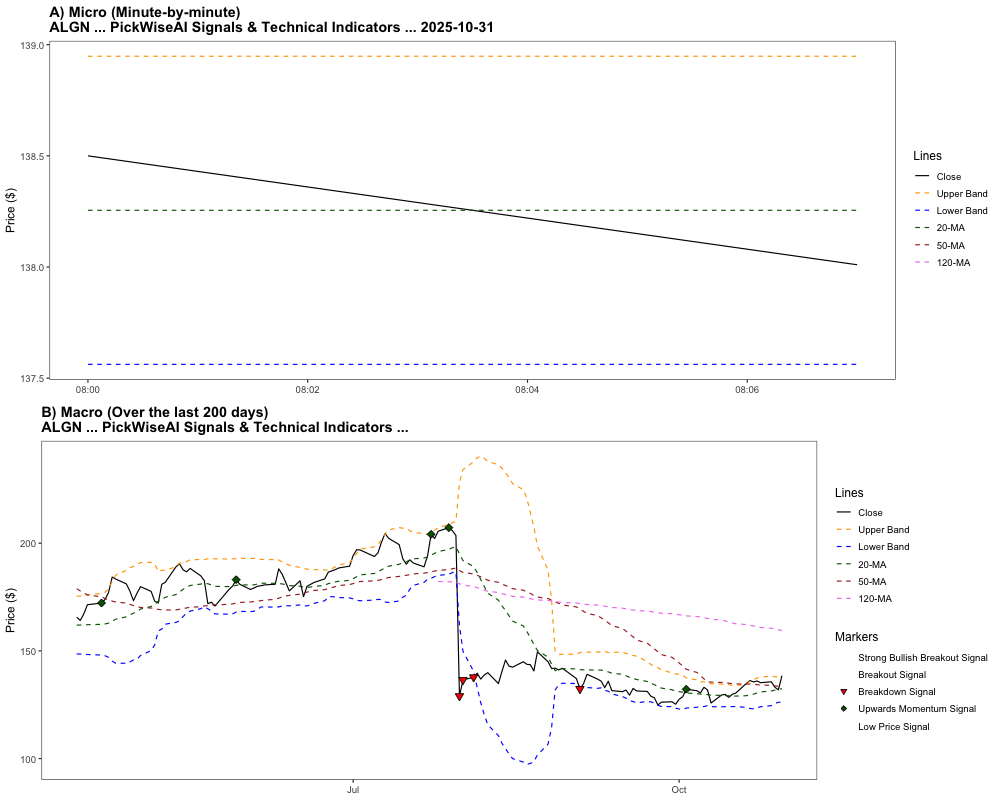 A) Micro (Minute-by-minute)
ALGN ... PickWiseAI Signals & Technical Indicators ... 2025-10-31
139.0
138.5
138.0
137.5
Price ($)
08:00
08:02
08:04
08:06
Lines
Close
Upper Band
Lower Band
20-MA
50-MA
120-MA
B) Macro (Over the last 200 days)
ALGN ... PickWiseAI Signals & Technical Indicators ...
200
150
100
Price ($)
Jul
Oct
Lines
Close
Upper Band
Lower Band
20-MA
50-MA
120-MA
Markers
Strong Bullish Breakout Signal
Breakout Signal
Breakdown Signal
Upwards Momentum Signal
Low Price Signal